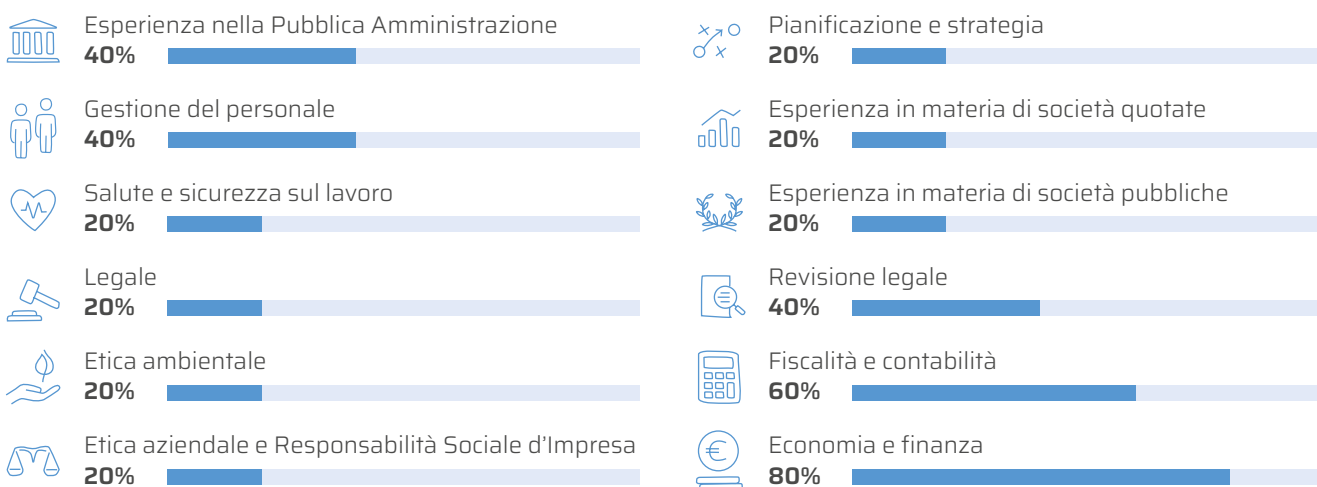 Esperienza nella Pubblica Amministrazione
40%
Gestione del personale
40%
Salute e sicurezza sul lavoro
20%
Legale
20%
Etica ambientale
20%
Etica aziendale e Responsabilità Sociale d'Impresa
20%
Pianificazione e strategia
20%
Esperienza in materia di società quotate
20%
Esperienza in materia di società pubbliche
20%
Revisione legale
40%
Fiscalità e contabilità
60%
Economia e finanza
80%